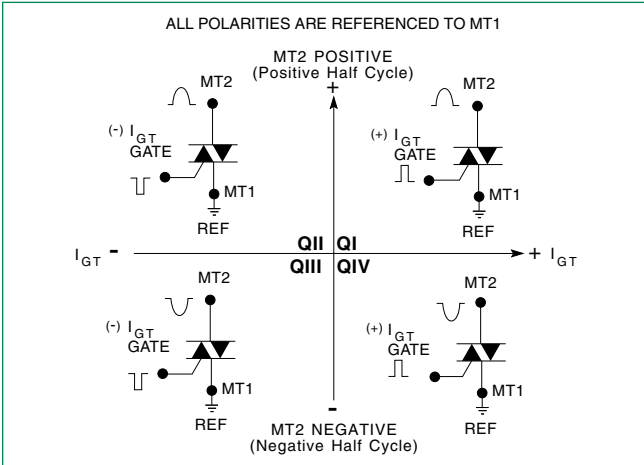 ALL POLARITIES ARE REFERENCED TO MT1
MT2 POSITIVE
(Positive Half Cycle)
+
MT2
(-) IGT
GATE
MT1
REF
MT2
(+) IGT
GATE
MT1
REF
IGT -
QII QI
QIII QIV
+ IGT
MT2
(-) IGT
GATE
MT1
REF
MT2
(+) IGT
GATE
MT1
REF
-
MT2 NEGATIVE
(Negative Half Cycle)